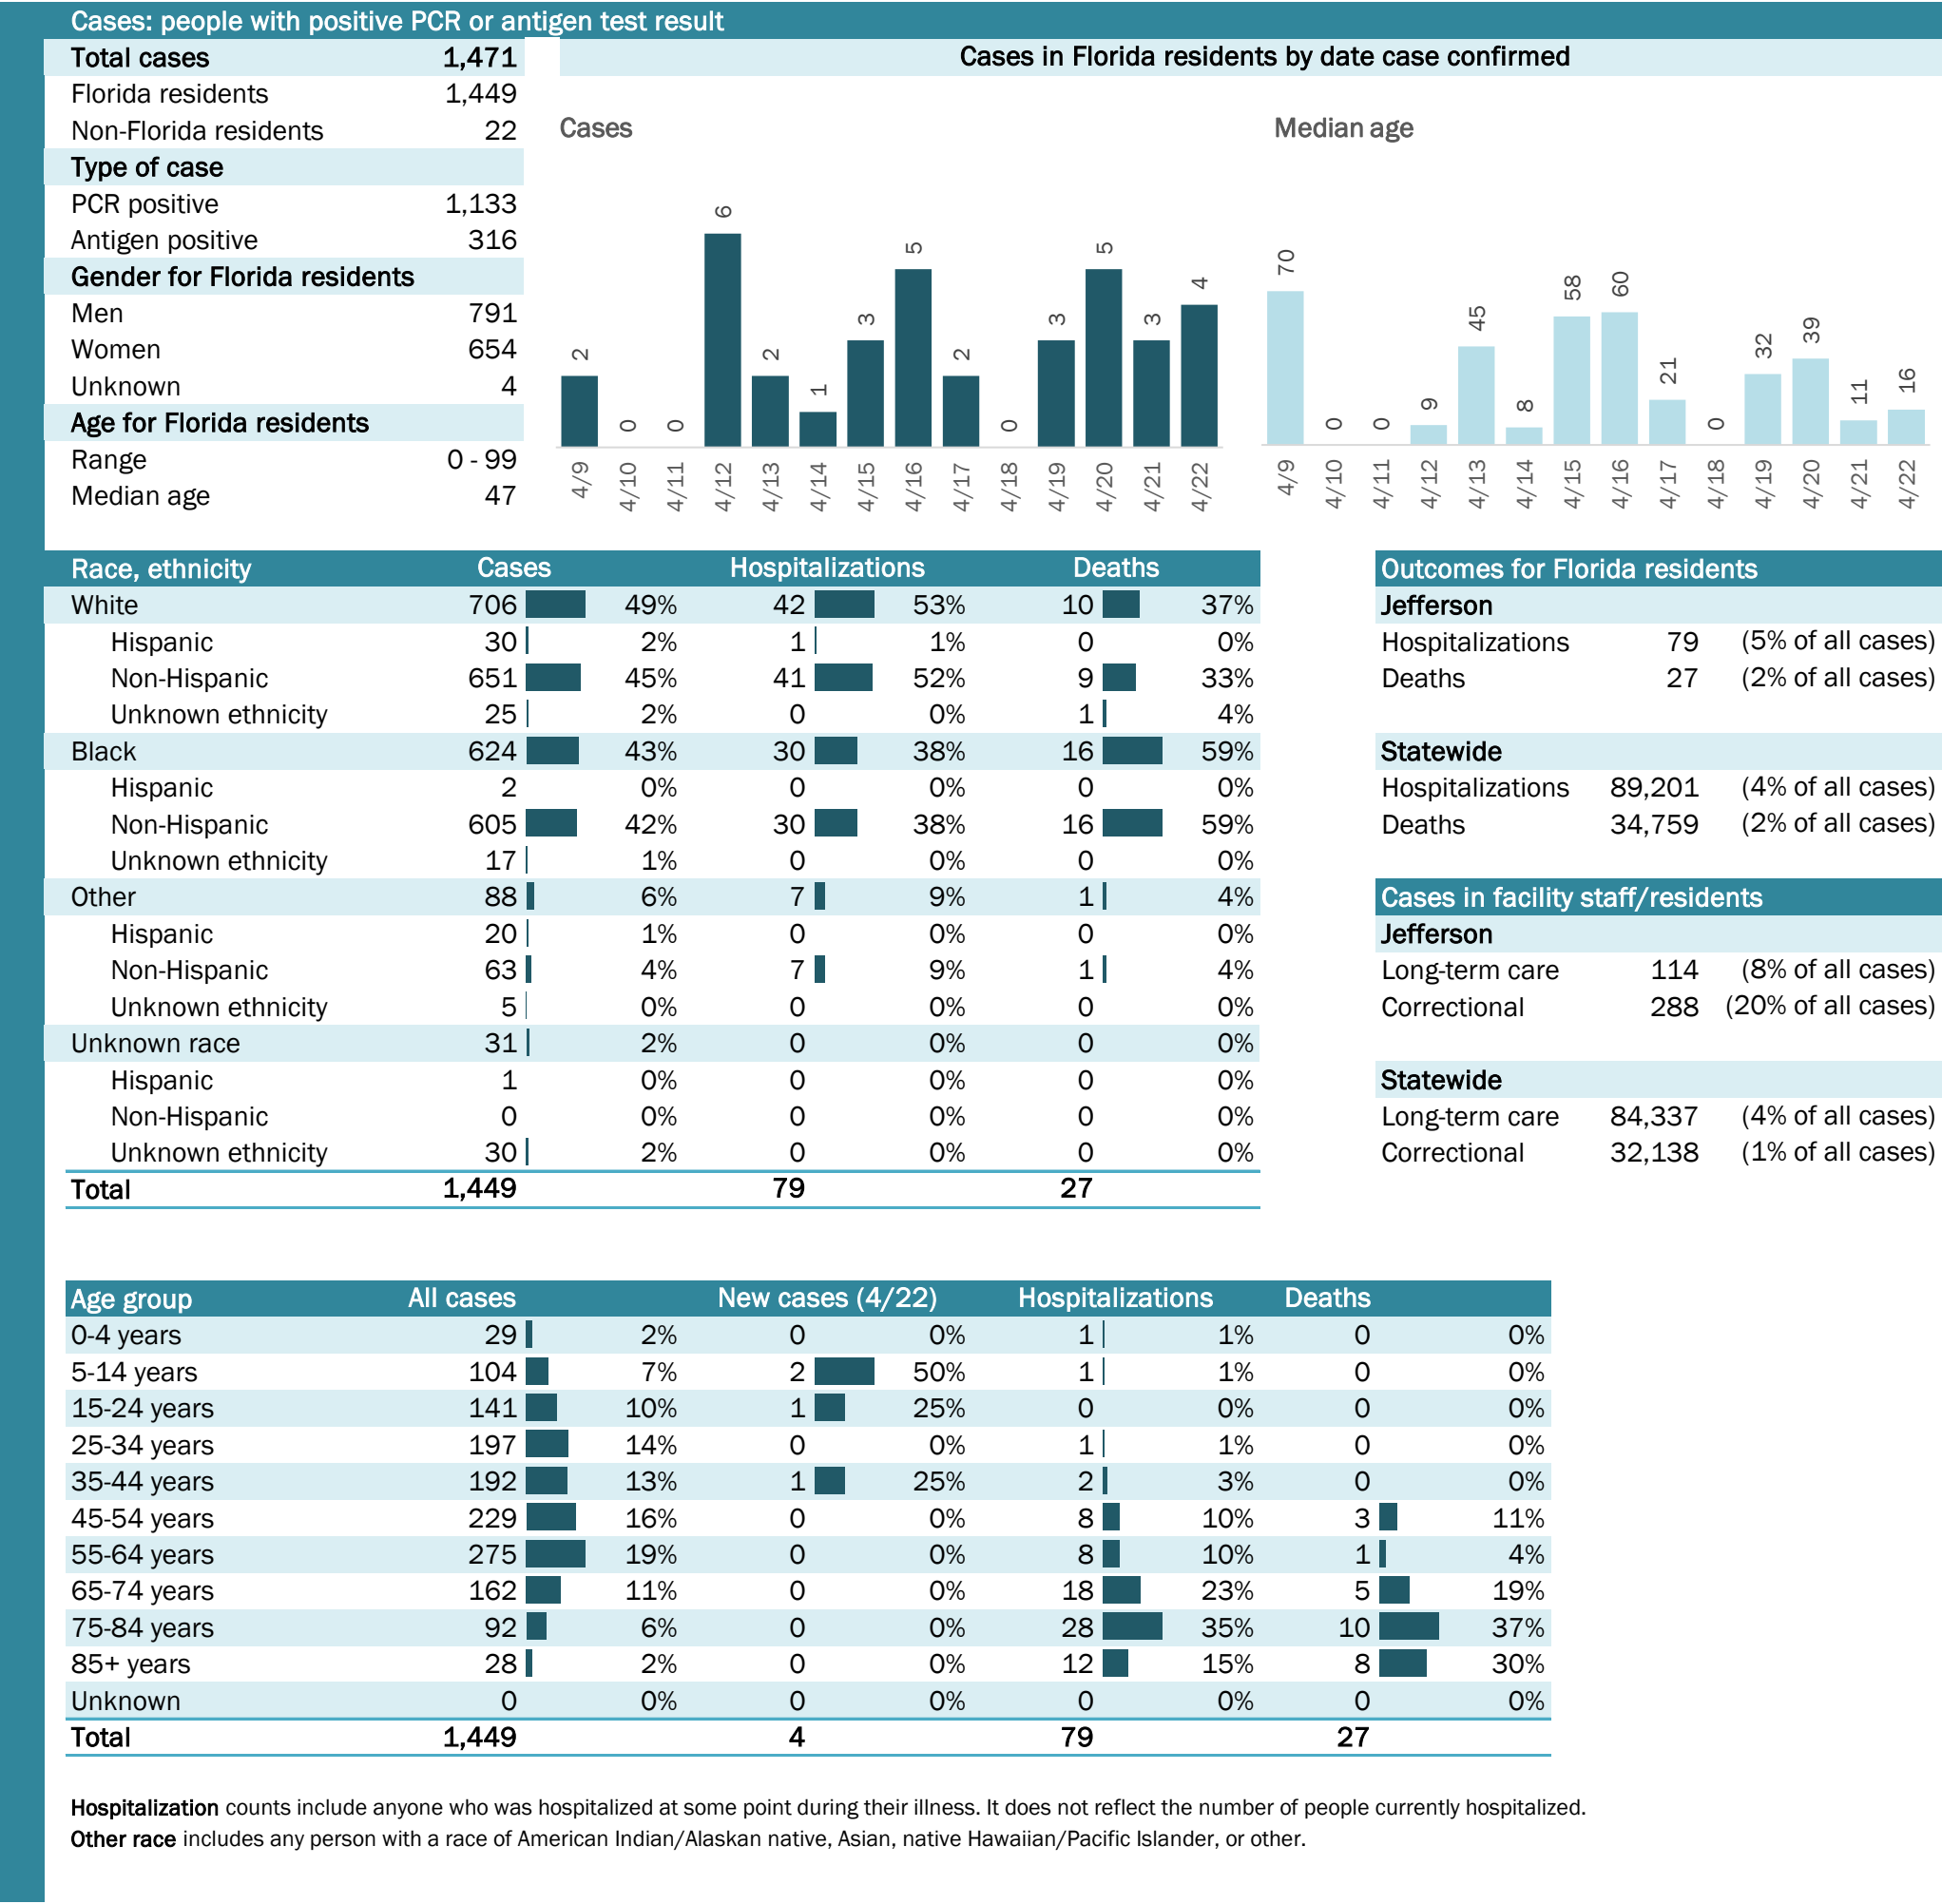 Cases: people with positive PCR or antigen test result
Total cases 1,471
Florida residents 1,449
Non-Florida residents 22
Type of case
PCR positive 1,133
Antigen positive 316
Gender for Florida residents
Men 791
Women 654
Unknown 4
Age for Florida residents
Range 0 - 99
Median age 47
Cases in Florida residents by date case confirmed
Cases
2 0 0 6 2 1 3 5 2 0 3 5 3 4
4/9 4/10 4/11 4/12 4/13 4/14 4/15 4/16 4/17 4/18 4/19 4/20 4/21 4/22
Median age
70 0 0 9 45 8 58 60 21 0 32 39 11 16
4/9 4/10 4/11 4/12 4/13 4/14 4/15 4/16 4/17 4/18 4/19 4/20 4/21 4/22
Race, ethnicity Cases Hospitalizations Deaths
White 706 49% 42 53% 10 37%
Hispanic 30 2% 1 1% 0 0%
Non-Hispanic 651 45% 41 52% 9 33%
Unknown ethnicity 25 2% 0 0% 1 4%
Black 624 43% 30 38% 16 59%
Hispanic 2 0% 0 0% 0 0%
Non-Hispanic 605 42% 30 38% 16 59%
Unknown ethnicity 17 1% 0 0% 0 0%
Other 88 6% 7 9% 1 4%
Hispanic 20 1% 0 0% 0 0%
Non-Hispanic 63 4% 7 9% 1 4%
Unknown ethnicity 5 0% 0 0% 0 0%
Unknown race 31 2% 0 0% 0 0%
Hispanic 1 0% 0 0% 0 0%
Non-Hispanic 0 0% 0 0% 0 0%
Unknown ethnicity 30 2% 0 0% 0 0%
Total 1,449 79 27
Outcomes for Florida residents
Jefferson
Hospitalizations 79 (5% of all cases)
Deaths 27 (2% of all cases)
Statewide
Hospitalizations 89,201 (4% of all cases)
Deaths 34,759 (2% of all cases)
Cases in facility staff/residents
Jefferson
Long-term care 114 (8% of all cases)
Correctional 288 (20% of all cases)
Statewide
Long-term care 84,337 (4% of all cases)
Correctional 32,138 (1% of all cases)
Age group All cases New cases (4/22) Hospitalizations Deaths
0-4 years 29 2% 0 0% 1 1% 0 0%
5-14 years 104 7% 2 50% 1 1% 0 0%
15-24 years 141 10% 1 25% 0 0% 0 0%
25-34 years 197 14% 0 0% 1 1% 0 0%
35-44 years 192 13% 1 25% 2 3% 0 0%
45-54 years 229 16% 0 0% 8 10% 3 11%
55-64 years 275 19% 0 0% 8 10% 1 4%
65-74 years 162 11% 0 0% 18 23% 5 19%
75-84 years 92 6% 0 0% 28 35% 10 37%
85+ years 28 2% 0 0% 12 15% 8 30%
Unknown 0 0% 0 0% 0 0% 0 0%
Total 1,449 4 79 27
Hospitalization counts include anyone who was hospitalized at some point during their illness. It does not reflect the number of people currently hospitalized.
Other race includes any person with a race of American Indian/Alaskan native, Asian, native Hawaiian/Pacific Islander, or other.